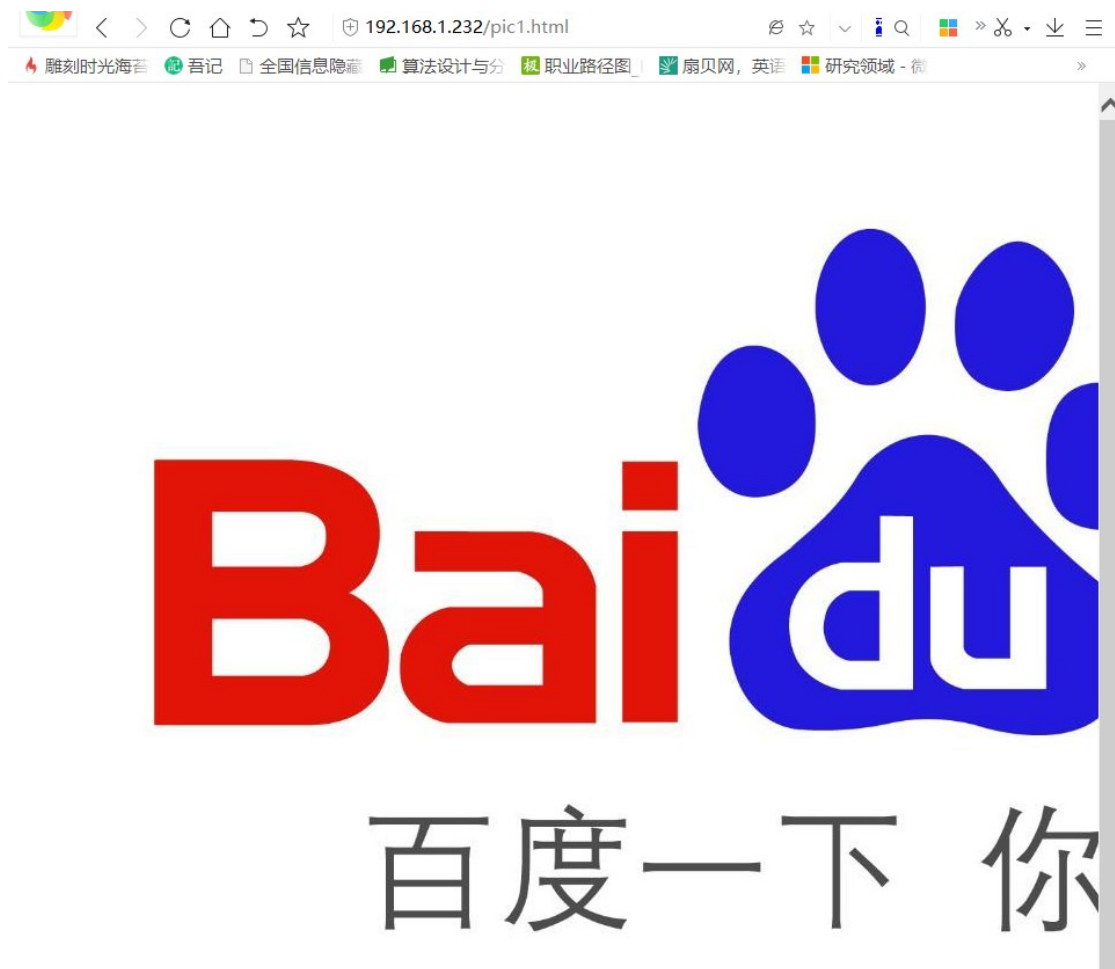 192.168.1.232/pic1.html
雕刻时光海苔 吾记 全国信息隐藏 算法设计与分 职业路径图_ 扇贝网，英语 研究领域 - 微
Baidu
百度一下 你